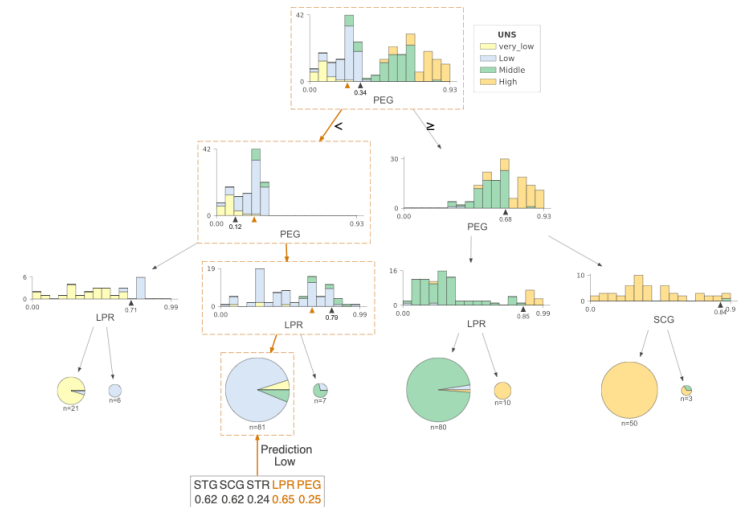 42
0
0.00
0.34
0.93
PEG
UNS
very_low
Low
Middle
High
<
≥
42
0
0.00
0.12
0.93
PEG
30
0
0.00
0.68
0.93
PEG
6
0
0.00
0.71
0.99
LPR
19
0
0.00
0.79
0.99
LPR
16
0
0.00
0.85
0.99
LPR
10
0
0.0
0.84
0.9
SCG
n=21
n=6
n=81
n=7
n=80
n=10
n=50
n=3
Prediction
Low
STG SCG STR LPR PEG
0.62 0.62 0.24 0.65 0.25